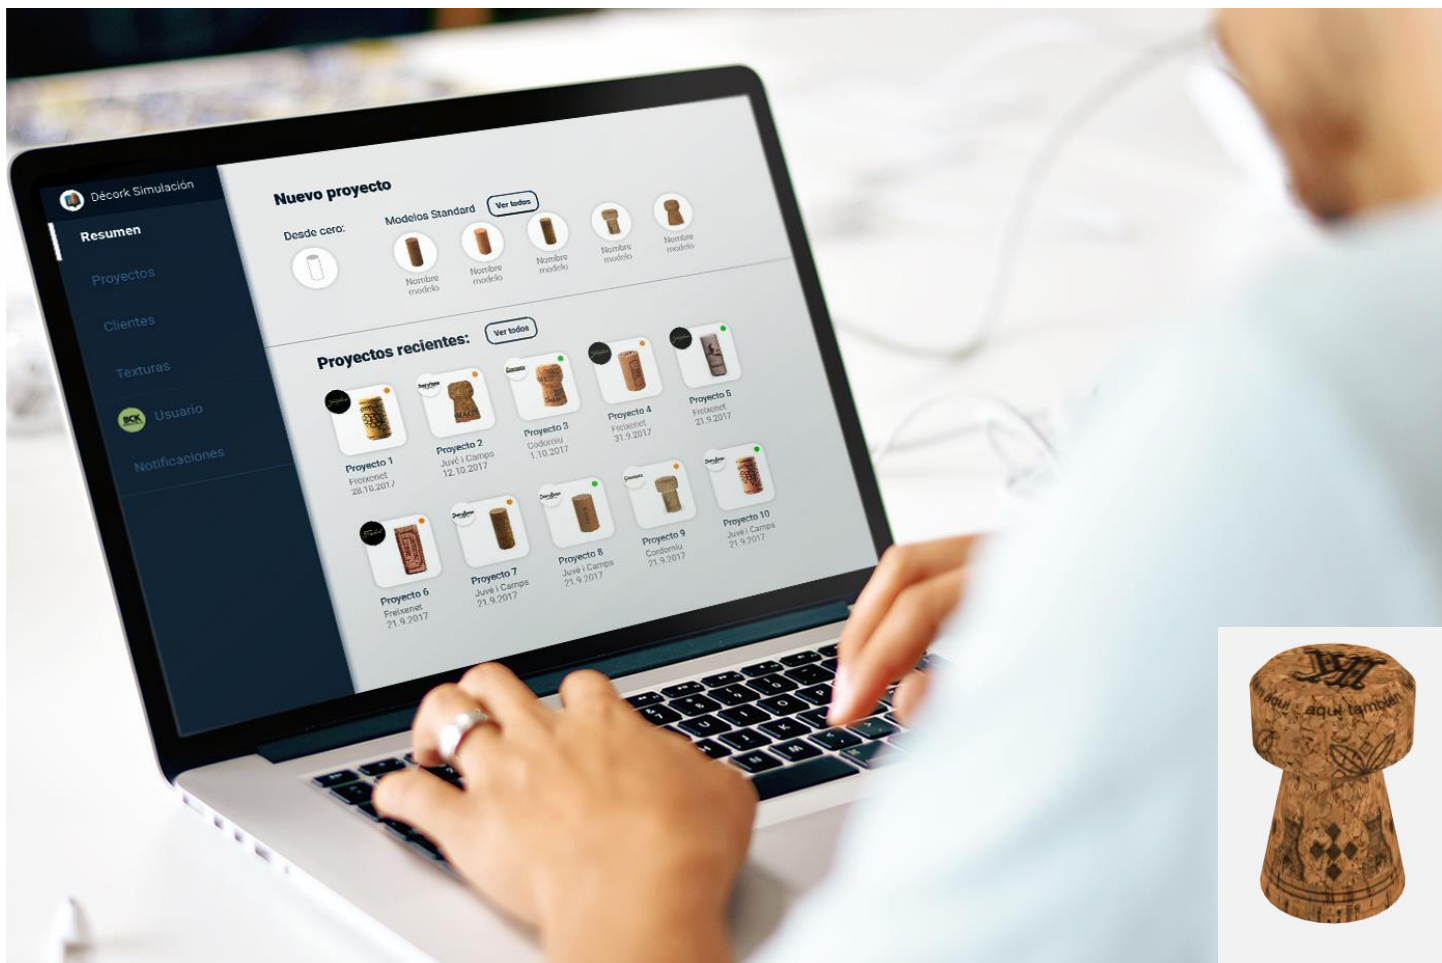 Décork Simulación
Resumen
Proyectos
Clientes
Texturas
BCK Usuario
Notificaciones
Nuevo proyecto
Desde cero:
Modelos Standard Ver todos
Nombre modelo
Nombre modelo
Nombre modelo
Nombre modelo
Nombre modelo
Proyectos recientes: Ver todos
Proyecto 1
Freixenet
28.10.2017
Proyecto 2
Juvé i Camps
12.10.2017
Proyecto 3
Codorniu
1.10.2017
Proyecto 4
Freixenet
31.9.2017
Proyecto 5
Freixenet
21.9.2017
Proyecto 6
Freixenet
21.9.2017
Proyecto 7
Juvé i Camps
21.9.2017
Proyecto 8
Juvé i Camps
21.9.2017
Proyecto 9
Cordorniu
21.9.2017
Proyecto 10
Juvé i Camps
21.9.2017
aquí aquí también